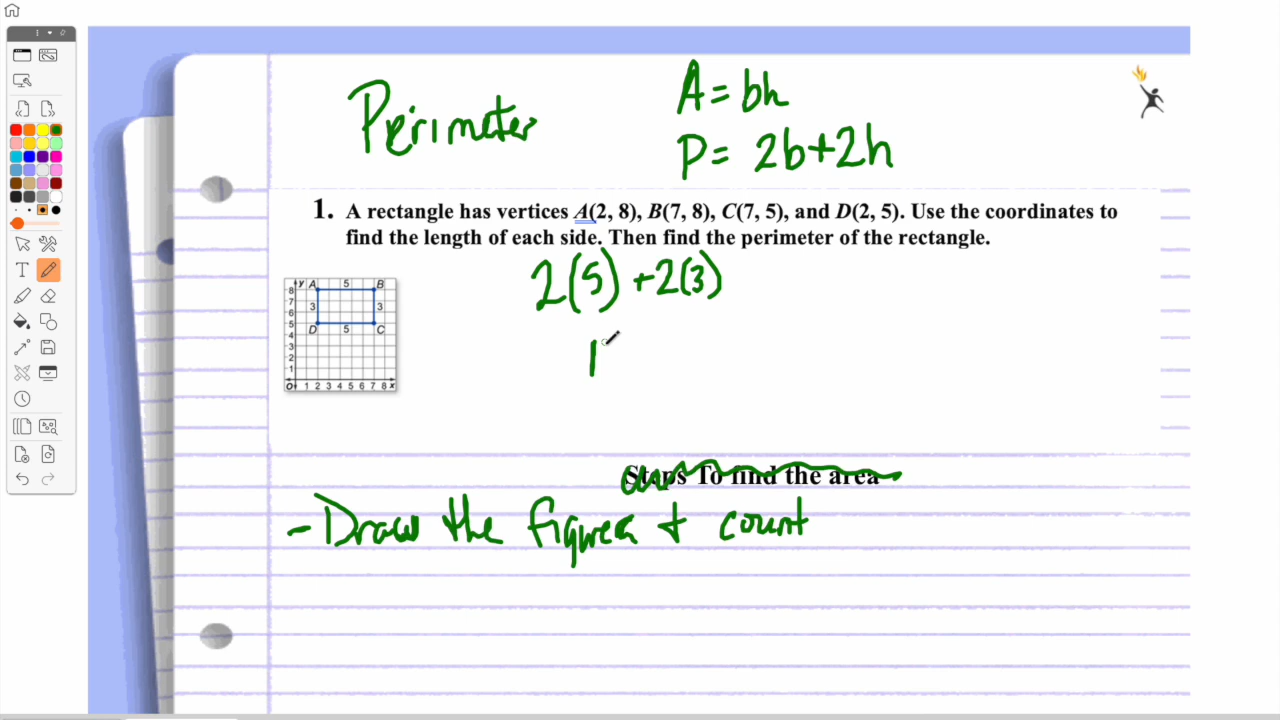 Perimeter
A = bh
P = 2b+2h
1. A rectangle has vertices A(2, 8), B(7, 8), C(7, 5), and D(2, 5). Use the coordinates to
find the length of each side. Then find the perimeter of the rectangle.
2(5) +2(3)
1
y A 5 B
8
7
6
5
4
3
2
1
3 3
D 5 C
O 1 2 3 4 5 6 7 8 x
Steps To find the area
- Draw the figures + count
T